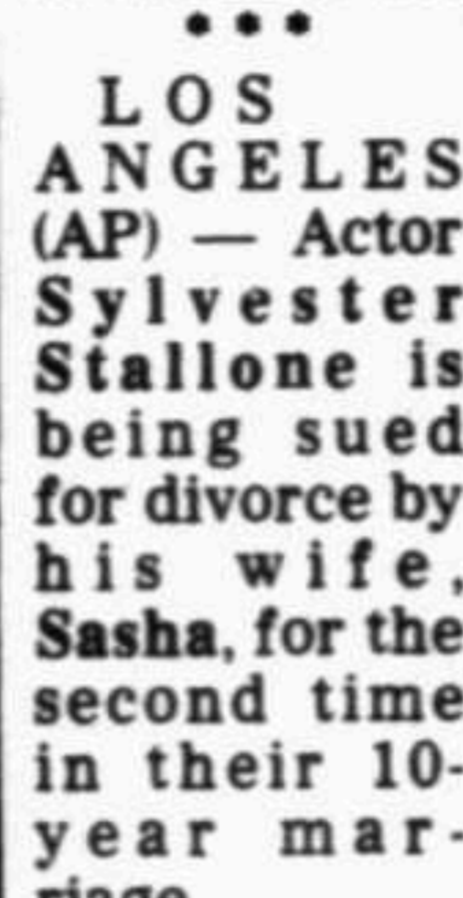 LOS
ANGELES
(AP) — Actor
Sylvester
Stallone is
being sued
for divorce by
his wife,
Sasha, for the
second time
in their 10-
year mar-
riage